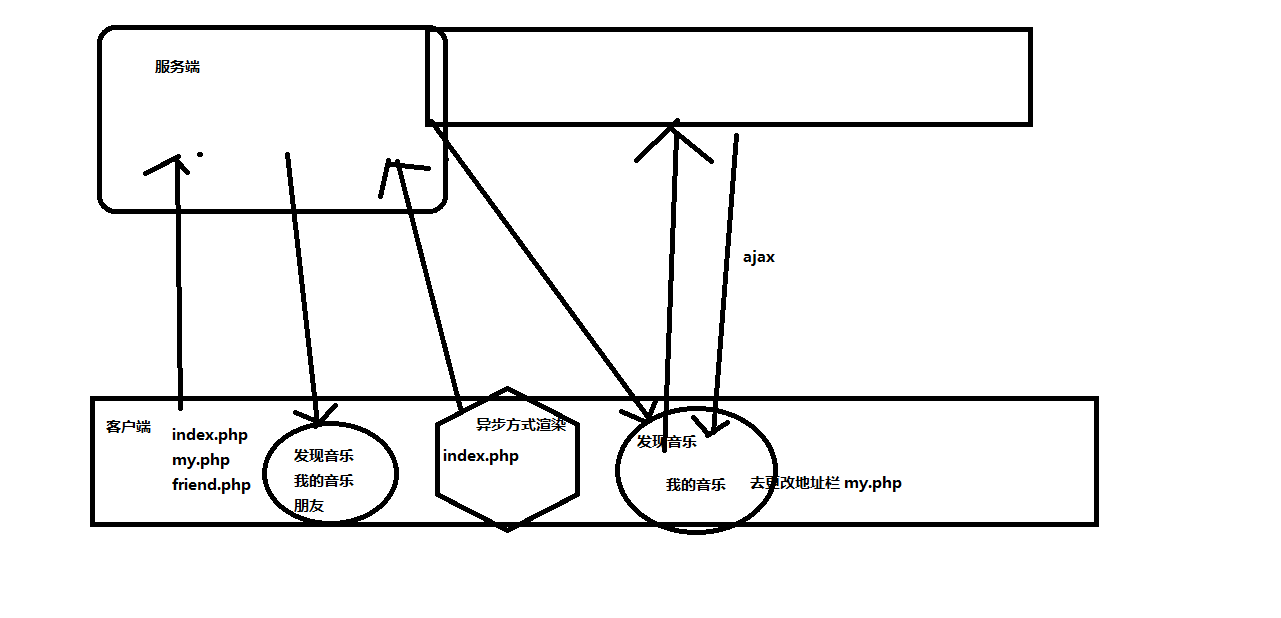 服务端
ajax
客户端
index.php
my.php
friend.php
发现音乐
我的音乐
朋友
异步方式渲染
index.php
发现音乐
我的音乐
去更改地址栏 my.php